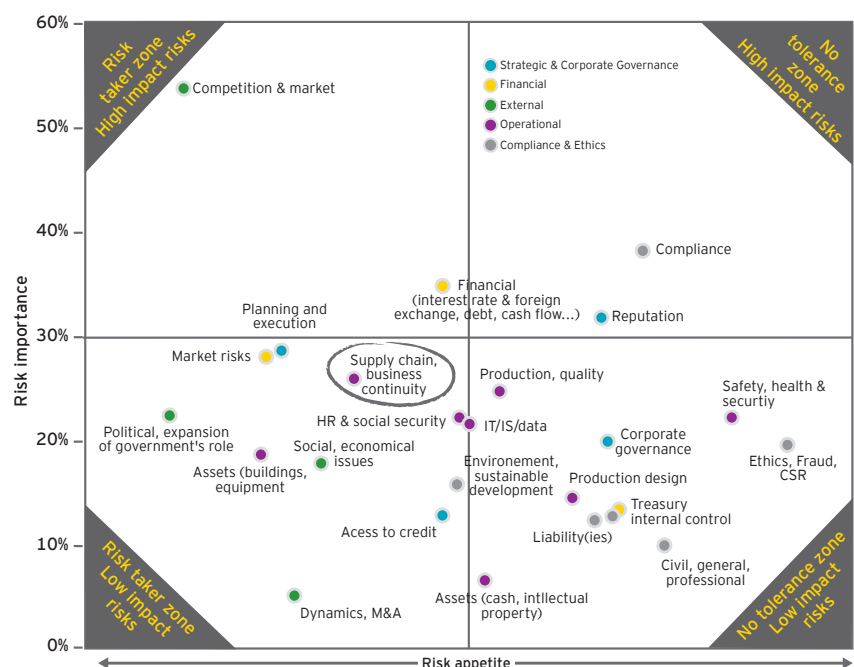 60%
50%
40%
30%
20%
10%
0%
Risk importance
Risk
taker zone
High impact risks
No
tolerance
zone
High impact risks
Strategic & Corporate Governance
Financial
External
Operational
Compliance & Ethics
Competition & market
Compliance
Financial
(interest rate & foreign
exchange, debt, cash flow...)
Reputation
Planning and
execution
Market risks
Supply chain,
business
continuity
Production, quality
Safety, health &
securtiy
HR & social security
IT/IS/data
Political, expansion
of government's role
Corporate
governance
Social, economical
issues
Assets (buildings,
equipment
Ethics, Fraud,
CSR
Environement,
sustainable
development
Production design
Treasury
internal control
Acess to credit
Liability(ies)
Civil, general,
professional
Dynamics, M&A
Assets (cash, intllectual
property)
Risk taker zone
Low impact
risks
No tolerance zone
Low impact
risks
Risk appetite